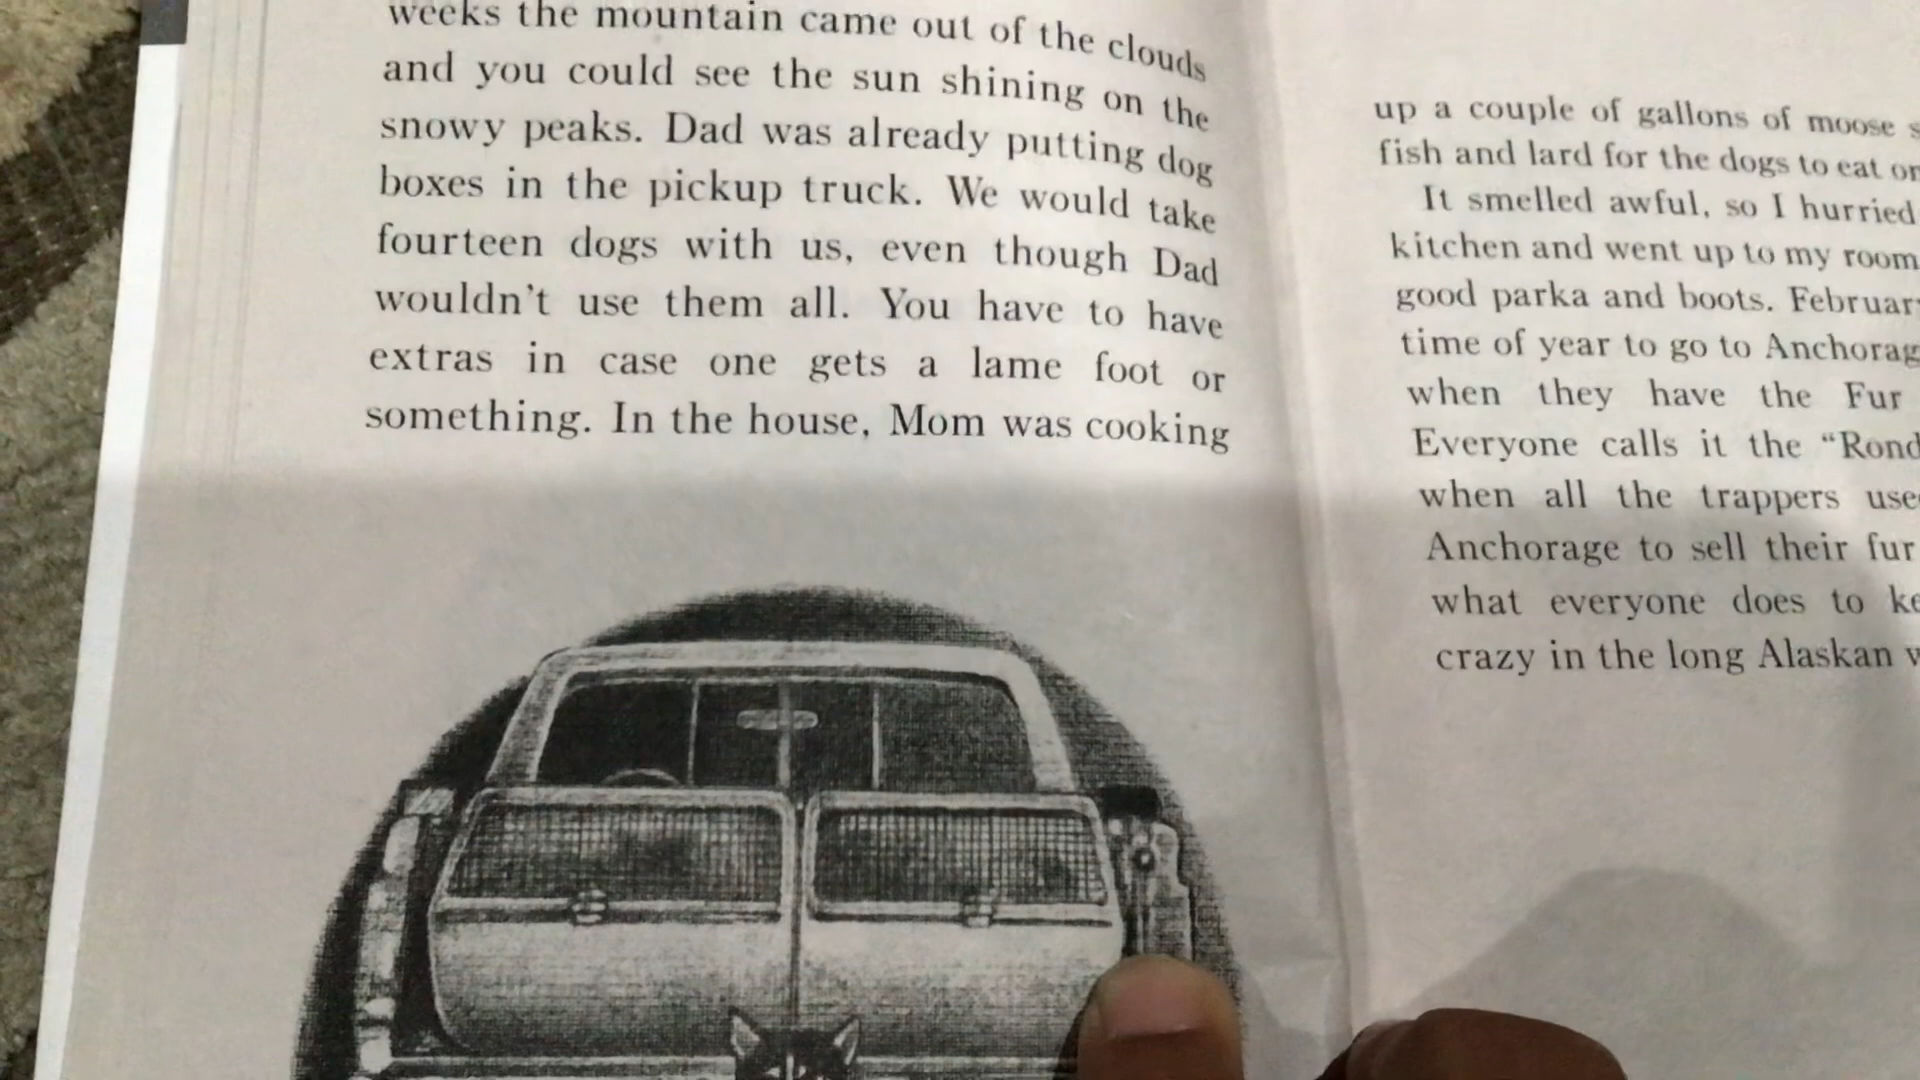 weeks the mountain came out of the clouds
and you could see the sun shining on the
snowy peaks. Dad was already putting dog
boxes in the pickup truck. We would take
fourteen dogs with us, even though Dad
wouldn't use them all. You have to have
extras in case one gets a lame foot or
something. In the house, Mom was cooking
up a couple of gallons of moose
fish and lard for the dogs to eat
It smelled awful, so I hurried
kitchen and went up to my room
good parka and boots.
time of year to go to
when they have the Fur
Everyone calls it the
when all the trappers
Anchorage to sell their fur
what everyone does to
crazy in the long Alaskan